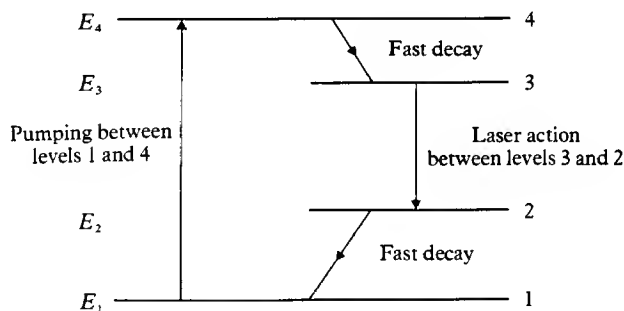 E₄
4
Fast decay
E₃
3
Pumping between
levels 1 and 4
Laser action
between levels 3 and 2
E₂
2
Fast decay
E₁
1